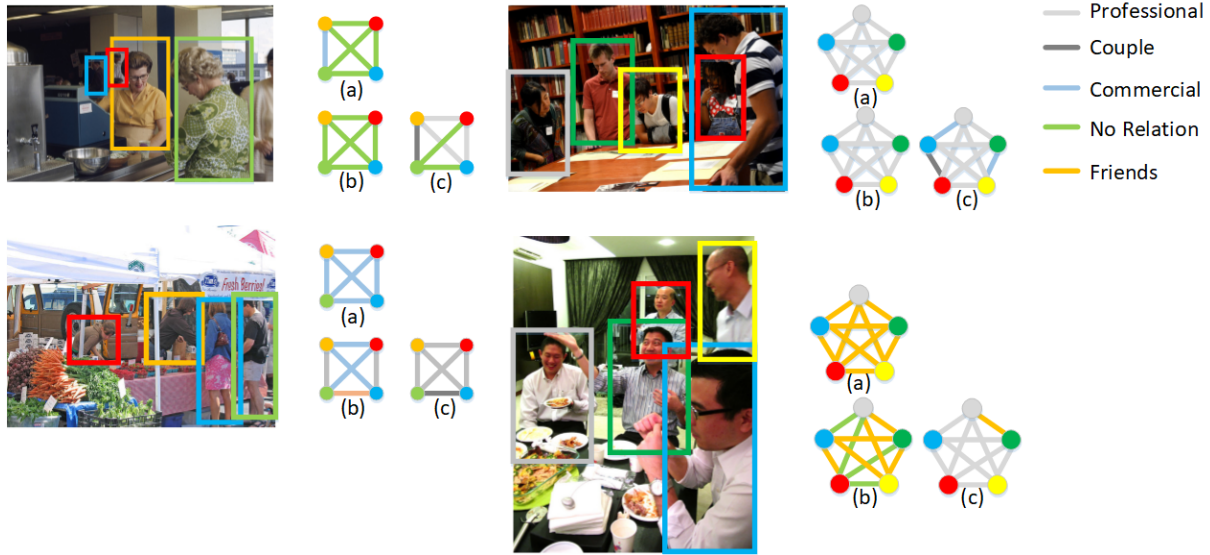 (a)
(b)
(c)
(a)
(b)
(c)
Professional
Couple
Commercial
No Relation
Friends
Fresh Berries!
(a)
(b)
(c)
(a)
(b)
(c)